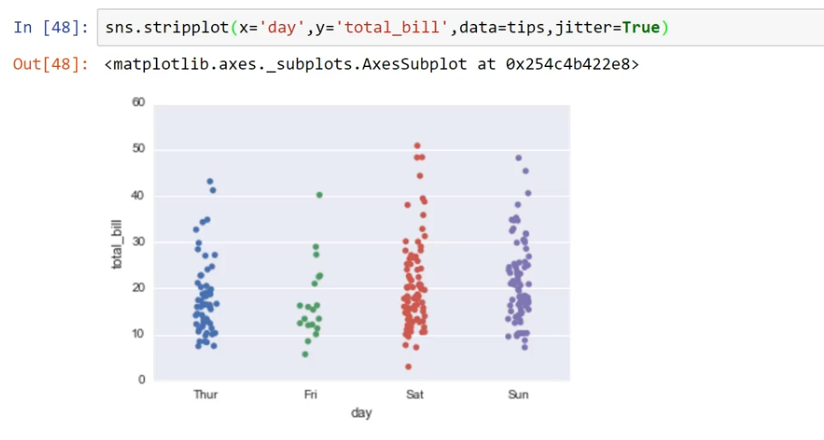 In [48]: sns.stripplot(x='day',y='total_bill',data=tips,jitter=True)
Out[48]: <matplotlib.axes._subplots.AxesSubplot at 0x254c4b422e8>
60
50
40
30
20
10
0
total_bill
Thur Fri Sat Sun
day